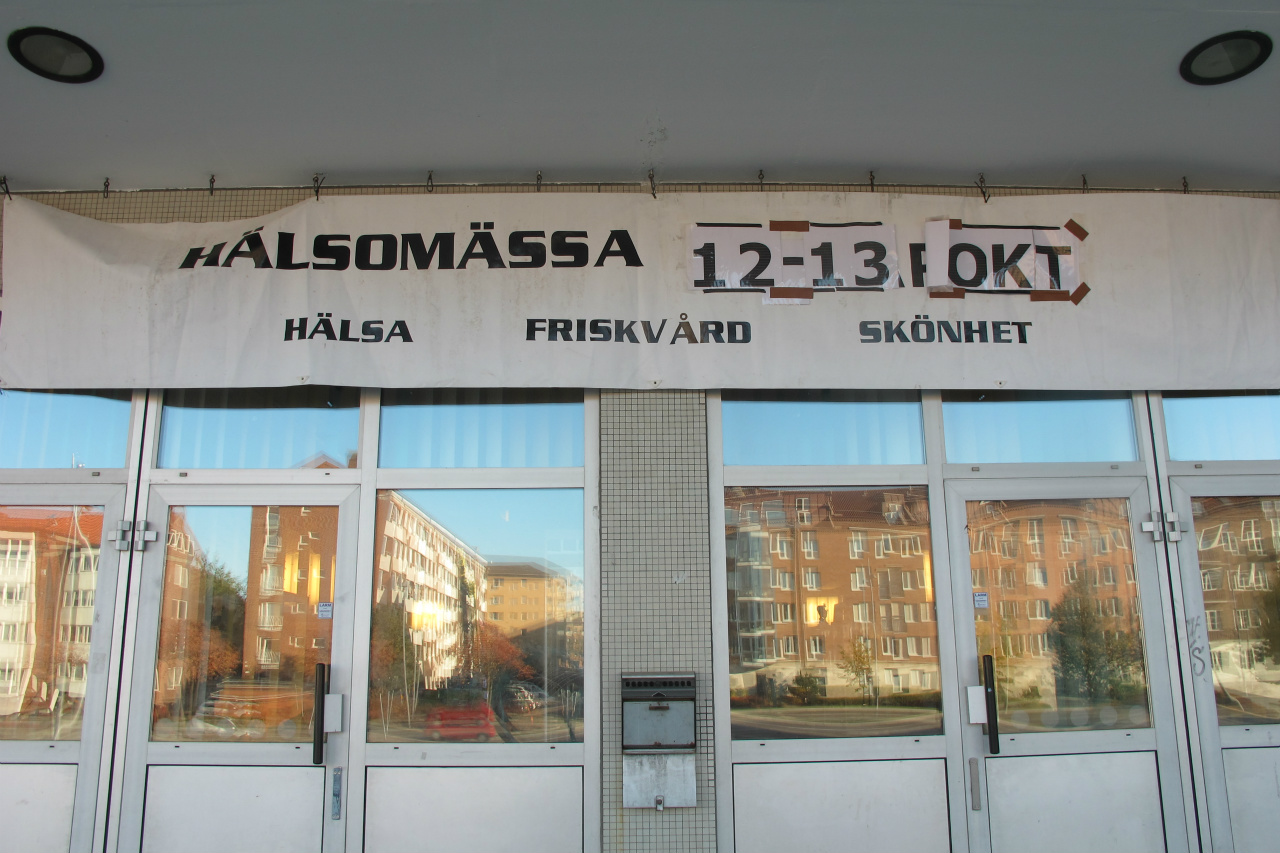 HÄLSOMÄSSA 12-13 OKT
HÄLSA FRISKVÅRD SKÖNHET